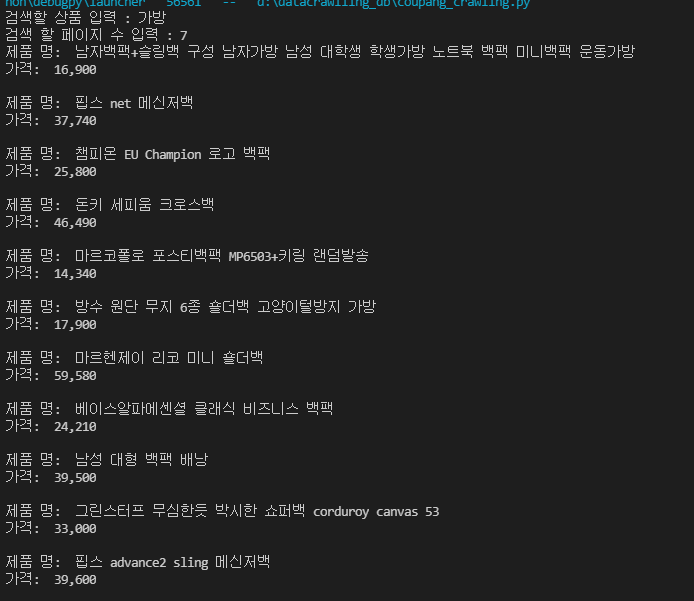 hon\debugpy\launcher 56561 -- d:\datacrawlling_db\coupang_crawling.py
검색할 상품 입력 : 가방
검색 할 페이지 수 입력 : 7
제품 명: 남자백팩+슬링백 구성 남자가방 남성 대학생 학생가방 노트북 백팩 미니백팩 운동가방
가격: 16,900
제품 명: 핍스 net 메신저백
가격: 37,740
제품 명: 챔피온 EU Champion 로고 백팩
가격: 25,800
제품 명: 돈키 세피움 크로스백
가격: 46,490
제품 명: 마르코폴로 포스티백팩 MP6503+키링 랜덤발송
가격: 14,340
제품 명: 방수 원단 무지 6종 숄더백 고양이털방지 가방
가격: 17,900
제품 명: 마르헨제이 리코 미니 숄더백
가격: 59,580
제품 명: 베이스알파에센셜 클래식 비즈니스 백팩
가격: 24,210
제품 명: 남성 대형 백팩 배낭
가격: 39,500
제품 명: 그린스터프 무심한듯 박시한 쇼퍼백 corduroy canvas 53
가격: 33,000
제품 명: 핍스 advance2 sling 메신저백
가격: 39,600